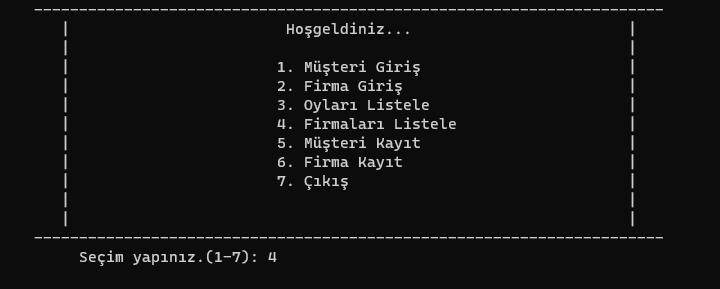 Hoşgeldiniz...
1. Müşteri Giriş
2. Firma Giriş
3. Oyları Listele
4. Firmaları Listele
5. Müşteri Kayıt
6. Firma Kayıt
7. Çıkış
Seçim yapınız.(1-7): 4